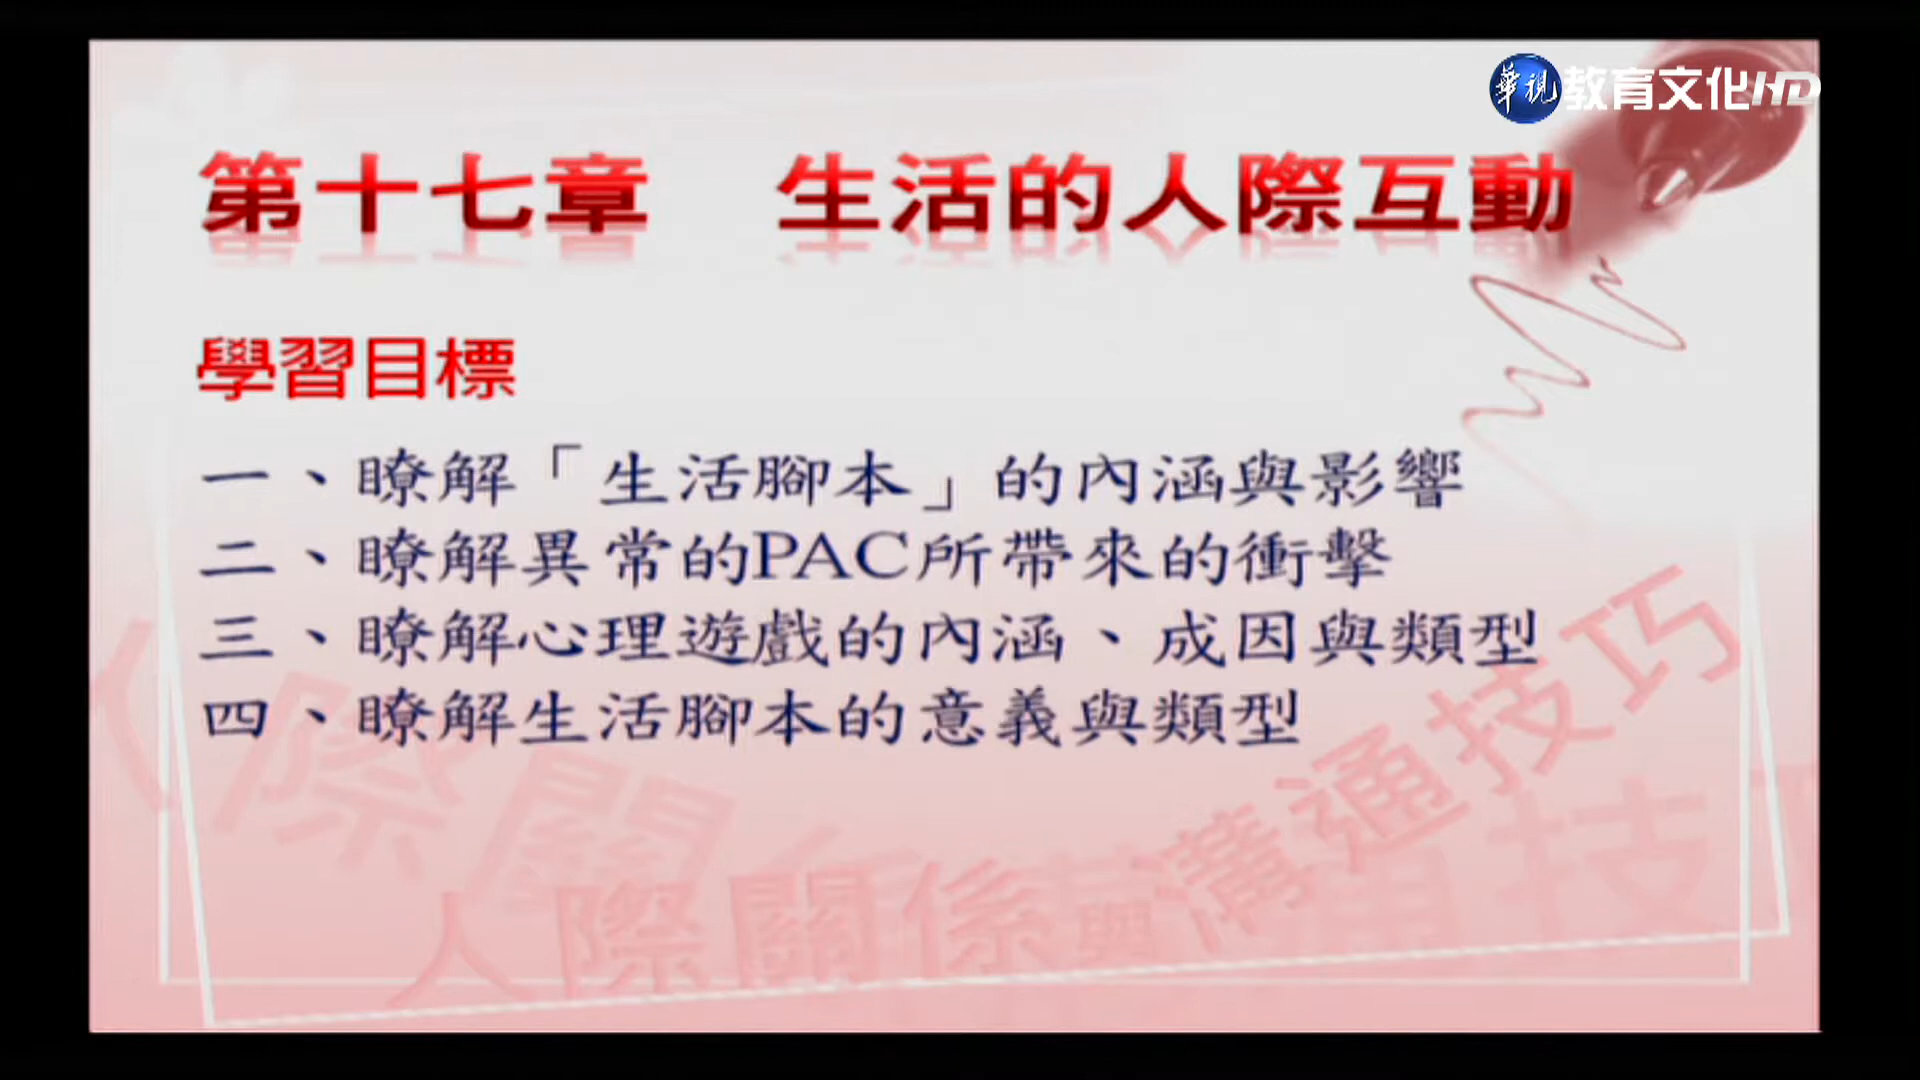 華視 教育文化HD
第十七章 生活的人際互動
學習目標
一、瞭解「生活腳本」的內涵與影響
二、瞭解異常的PAC所帶來的衝擊
三、瞭解心理遊戲的內涵、成因與類型
四、瞭解生活腳本的意義與類型
人際關係與溝通技巧